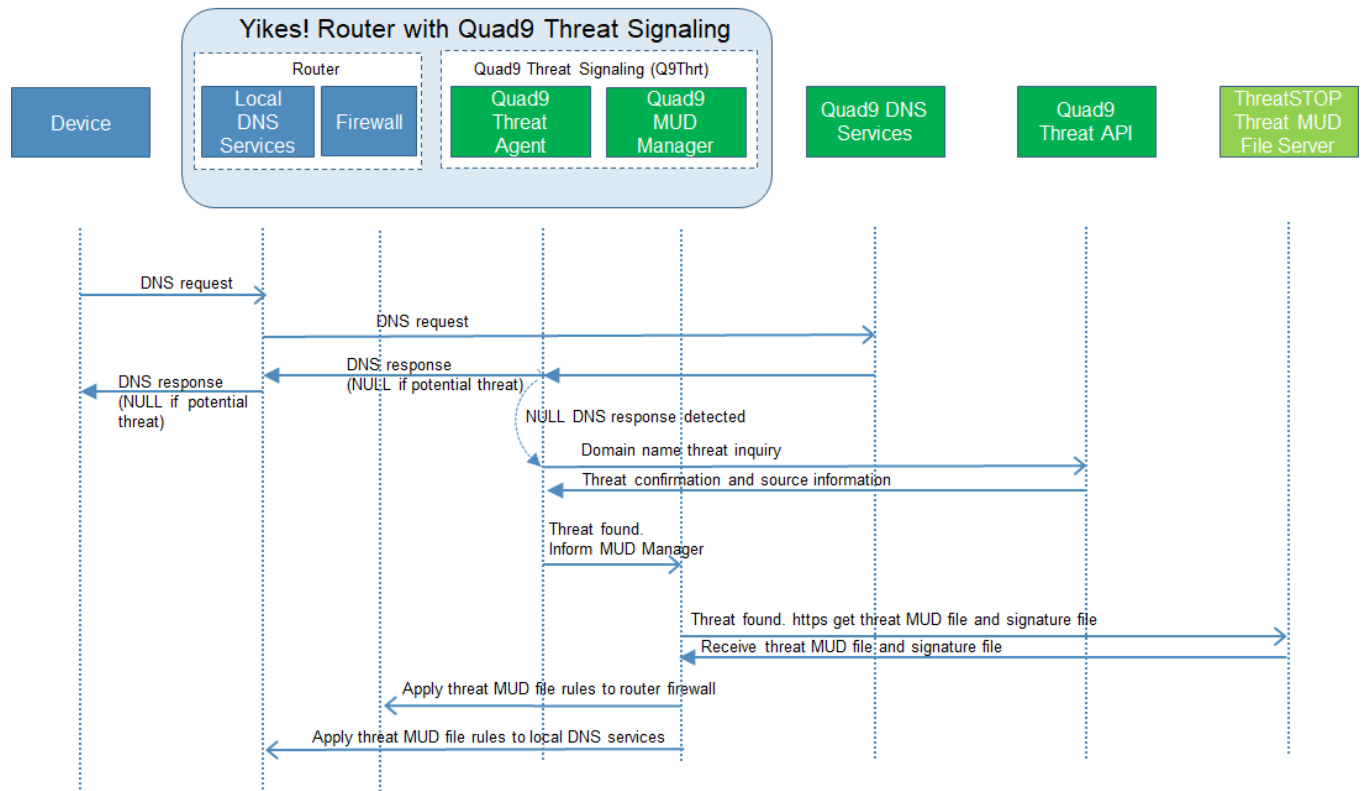 Yikes! Router with Quad9 Threat Signaling
Router
Quad9 Threat Signaling (Q9Thrt)
Device
Local
DNS
Services
Firewall
Quad9
Threat
Agent
Quad9
MUD
Manager
Quad9 DNS
Services
Quad9
Threat API
ThreatSTOP
Threat MUD
File Server
DNS request
DNS request
DNS response
(NULL if potential threat)
DNS response
(NULL if potential
threat)
NULL DNS response detected
Domain name threat inquiry
Threat confirmation and source information
Threat found.
Inform MUD Manager
Threat found. https get threat MUD file and signature file
Receive threat MUD file and signature file
Apply threat MUD file rules to router firewall
Apply threat MUD file rules to local DNS services